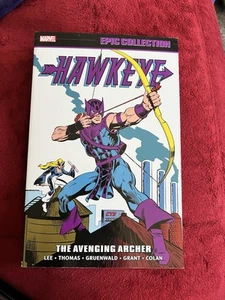 MARVEL
EPIC COLLECTION
HAWKEYE
THE AVENGING ARCHER
LEE • THOMAS • GRUENWALD • GRANT • COLAN